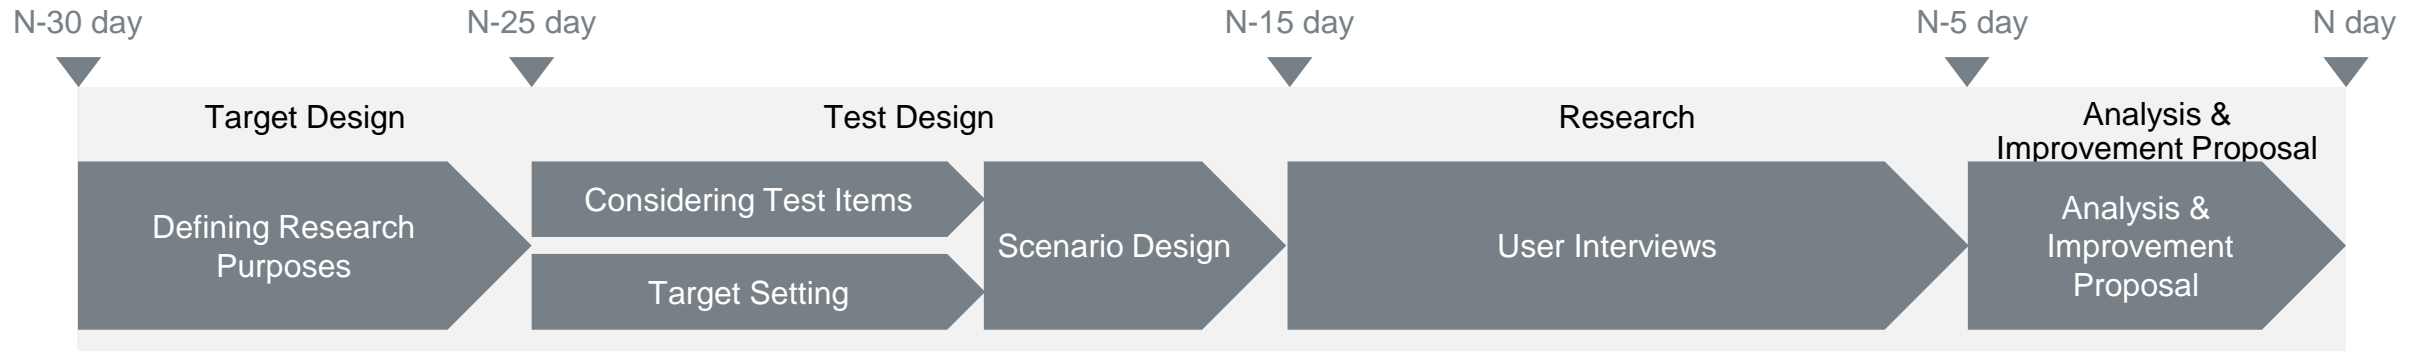 N-30 day
N-25 day
N-15 day
N-5 day
N day
Target Design
Test Design
Research
Analysis &
Improvement Proposal
Defining Research
Purposes
Considering Test Items
Target Setting
Scenario Design
User Interviews
Analysis &
Improvement
Proposal